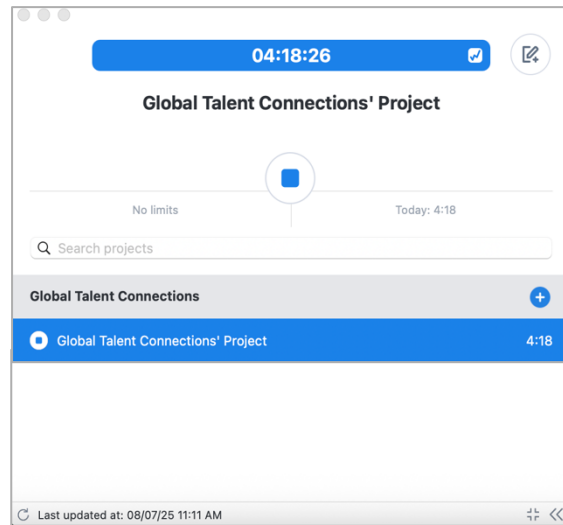 04:18:26
Global Talent Connections' Project
No limits
Today: 4:18
Search projects
Global Talent Connections
Global Talent Connections' Project 4:18
Last updated at: 08/07/25 11:11 AM